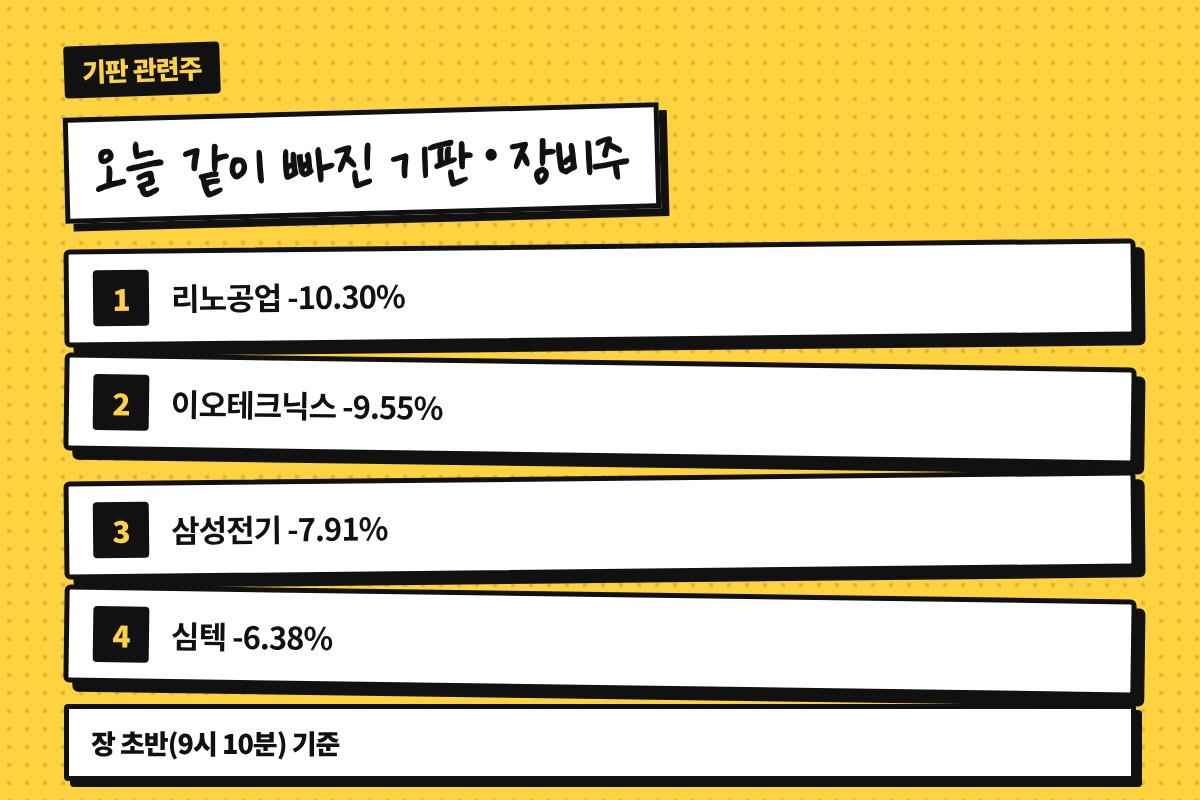 기판 관련주
오늘 같이 빠진 기판·장비주
1 리노공업 -10.30%
2 이오테크닉스 -9.55%
3 삼성전기 -7.91%
4 심텍 -6.38%
장 초반(9시 10분) 기준